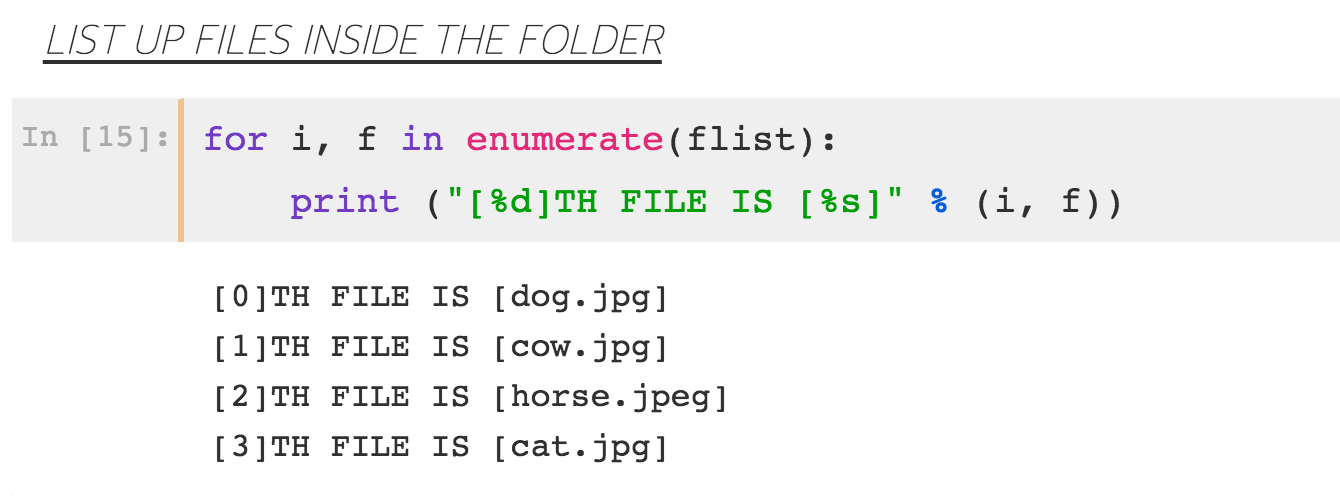 LIST UP FILES INSIDE THE FOLDER
In [15]: for i, f in enumerate(flist):
    print ("[%d]TH FILE IS [%s]" % (i, f))
[0]TH FILE IS [dog.jpg]
[1]TH FILE IS [cow.jpg]
[2]TH FILE IS [horse.jpeg]
[3]TH FILE IS [cat.jpg]